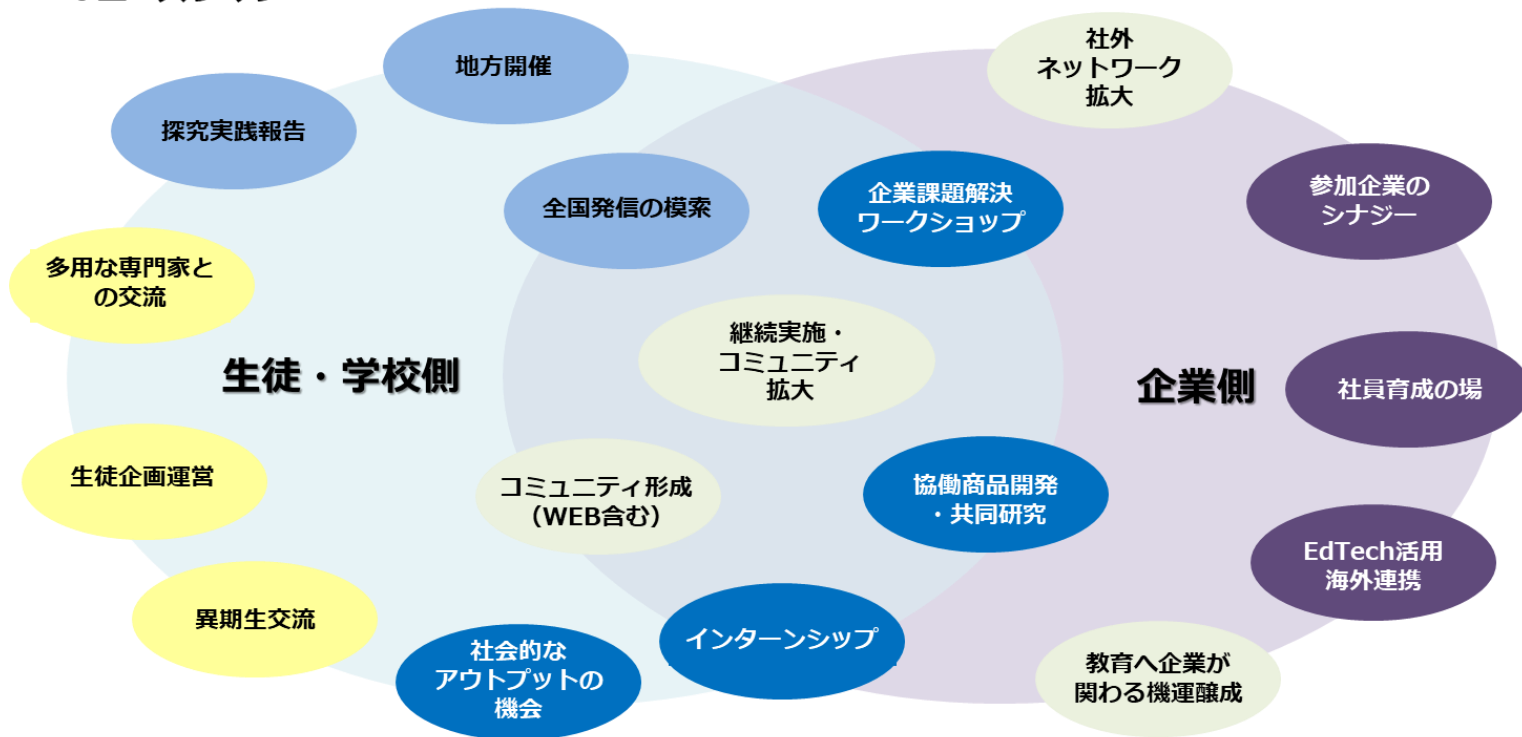 地方開催
社外
ネットワーク
拡大
探究実践報告
全国発信の模索
企業課題解決
ワークショップ
参加企業の
シナジー
多用な専門家と
の交流
継続実施・
コミュニティ
拡大
生徒・学校側
企業側
社員育成の場
生徒企画運営
コミュニティ形成
（WEB含む）
協働商品開発
・共同研究
EdTech活用
海外連携
異期生交流
社会的な
アウトプットの
機会
インターンシップ
教育へ企業が
関わる機運醸成